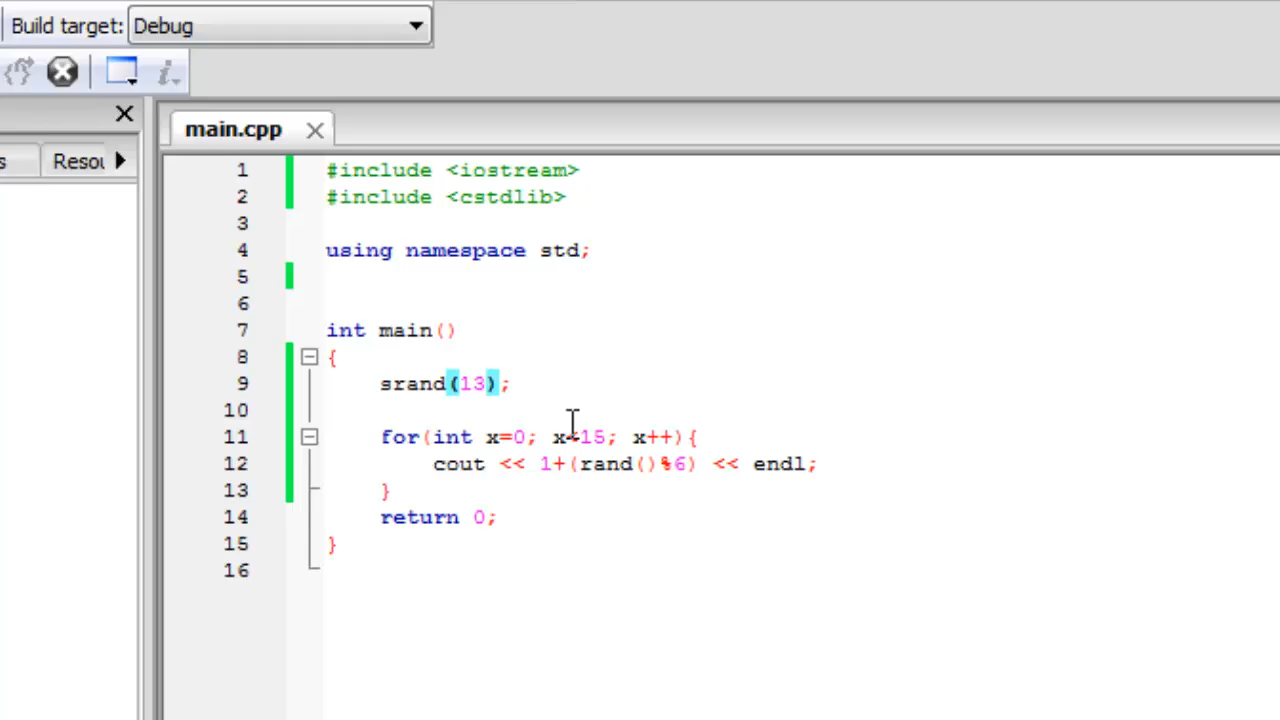 Build target: Debug
main.cpp
s Resou
1 #include <iostream>
2 #include <cstdlib>
3
4 using namespace std;
5
6
7 int main()
8 {
9 srand(13);
10
11 for(int x=0; x<15; x++){
12 cout << 1+(rand()%6) << endl;
13 }
14 return 0;
15 }
16